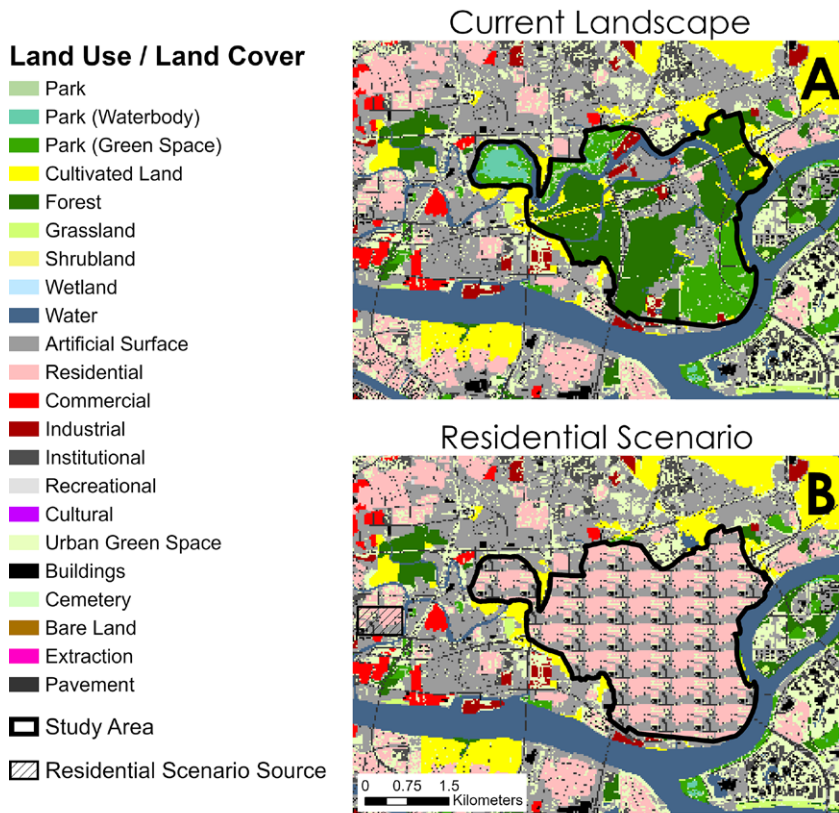 Current Landscape
Land Use / Land Cover
Park
Park (Waterbody)
Park (Green Space)
Cultivated Land
Forest
Grassland
Shrubland
Wetland
Water
Artificial Surface
Residential
Commercial
Industrial
Institutional
Recreational
Cultural
Urban Green Space
Buildings
Cemetery
Bare Land
Extraction
Pavement
Study Area
Residential Scenario Source
A
Residential Scenario
B
0 0.75 1.5
Kilometers